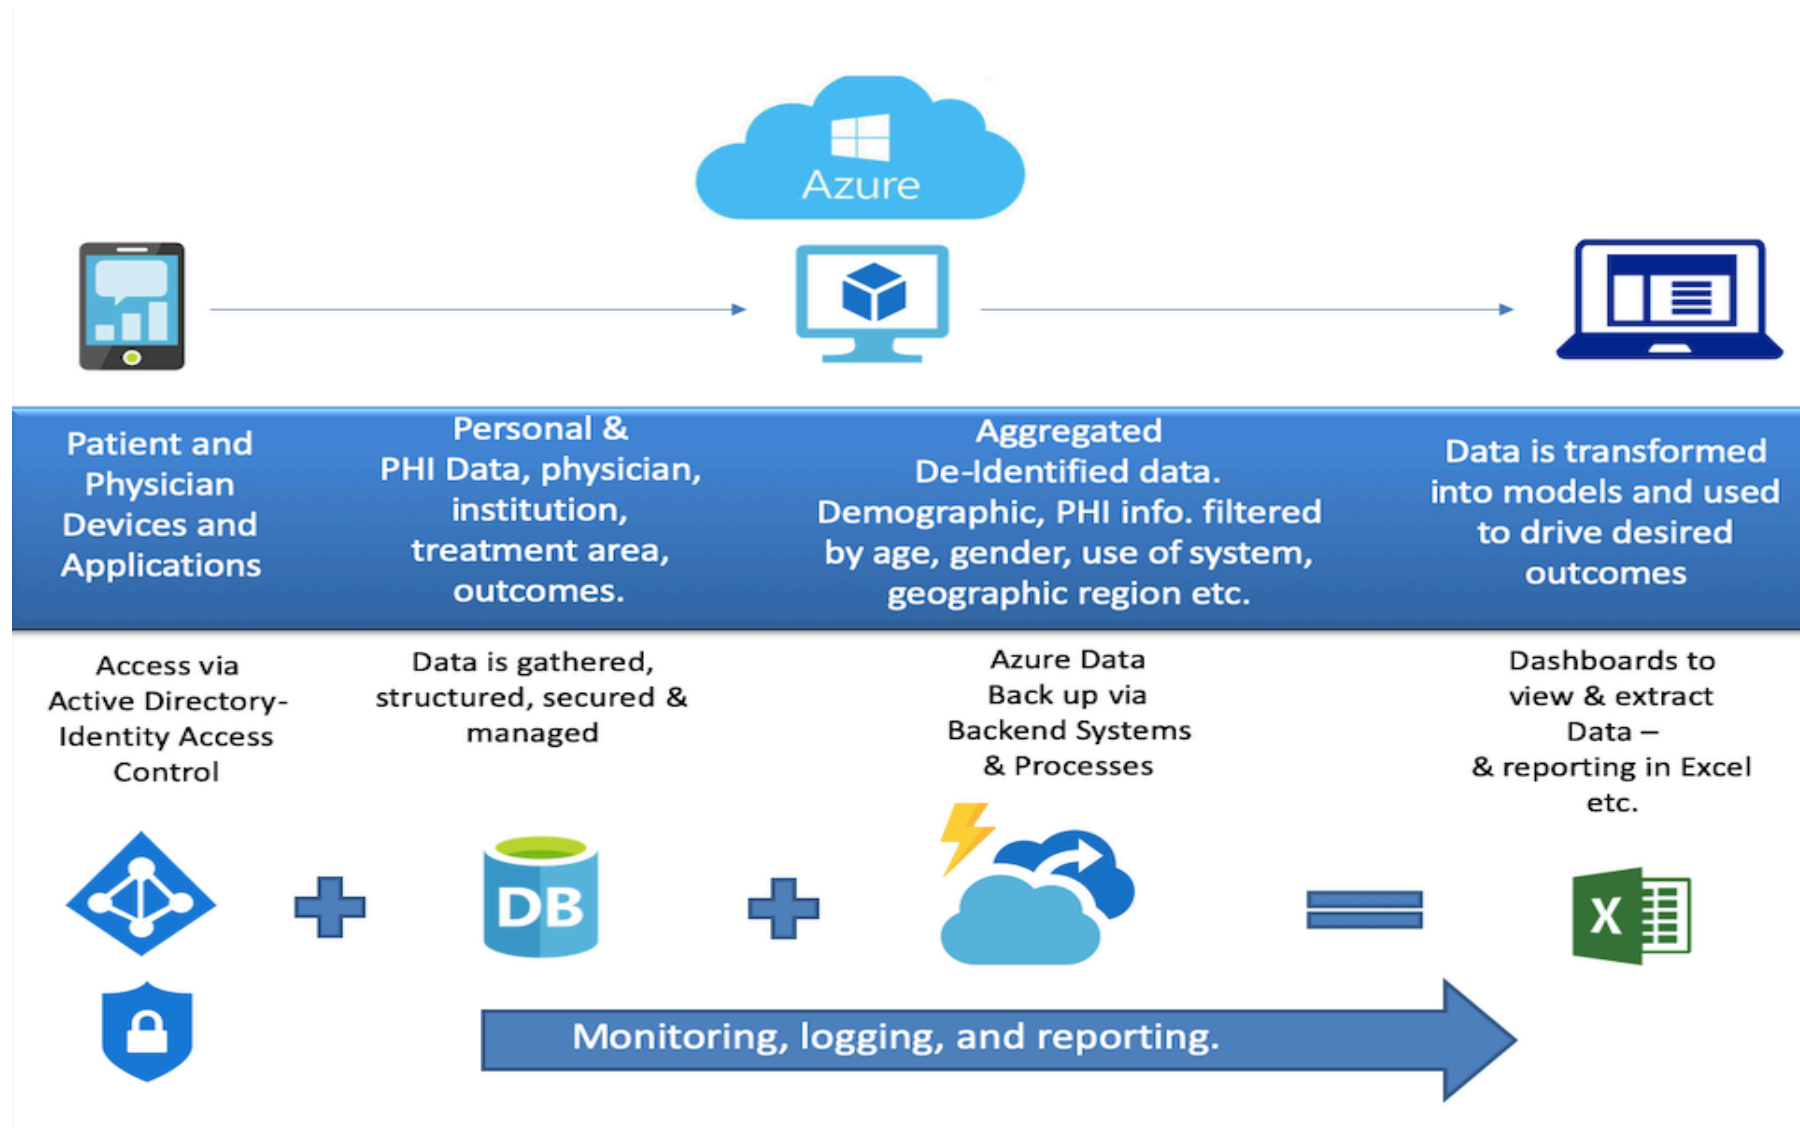 Azure
Patient and
Physician
Devices and
Applications
Personal &
PHI Data, physician,
institution,
treatment area,
outcomes.
Aggregated
De-Identified data.
Demographic, PHI info. filtered
by age, gender, use of system,
geographic region etc.
Data is transformed
into models and used
to drive desired
outcomes
Access via
Active Directory-
Identity Access
Control
Data is gathered,
structured, secured &
managed
Azure Data
Back up via
Backend Systems
& Processes
Dashboards to
view & extract
Data –
& reporting in Excel
etc.
DB
X
Monitoring, logging, and reporting.